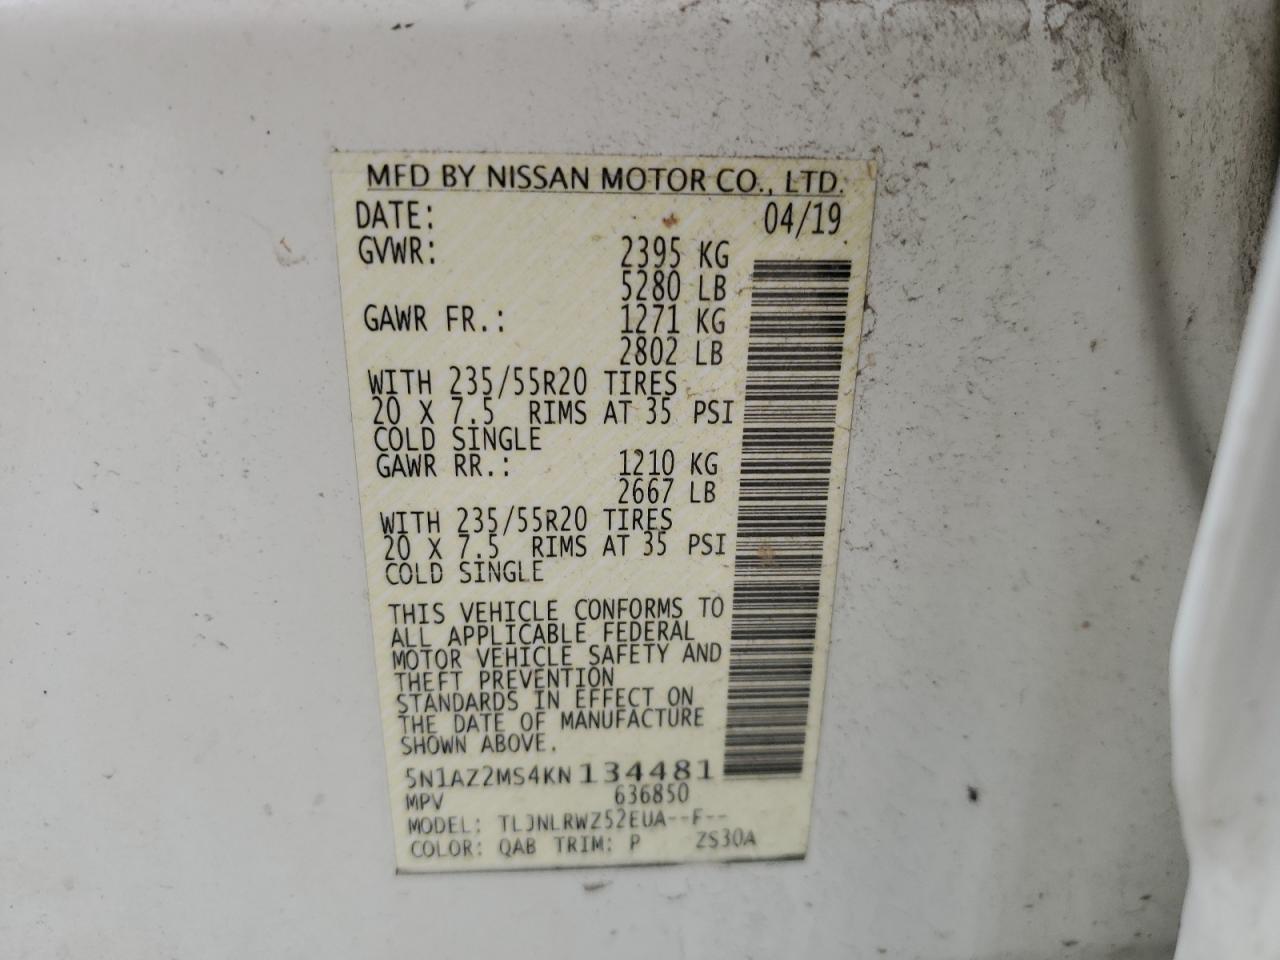 MFD BY NISSAN MOTOR CO., LTD.
DATE: 04/19
GVWR: 2395 KG
5280 LB
GAWR FR.: 1271 KG
2802 LB
WITH 235/55R20 TIRES
20 X 7.5 RIMS AT 35 PSI
COLD SINGLE
GAWR RR.: 1210 KG
2667 LB
WITH 235/55R20 TIRES
20 X 7.5 RIMS AT 35 PSI
COLD SINGLE
THIS VEHICLE CONFORMS TO
ALL APPLICABLE FEDERAL
MOTOR VEHICLE SAFETY AND
THEFT PREVENTION
STANDARDS IN EFFECT ON
THE DATE OF MANUFACTURE
SHOWN ABOVE.
5N1AZ2MS4KN134481
MPV 636850
MODEL: TLJNLRWZ52EUA--F--
COLOR: QAB TRIM: P ZS30A